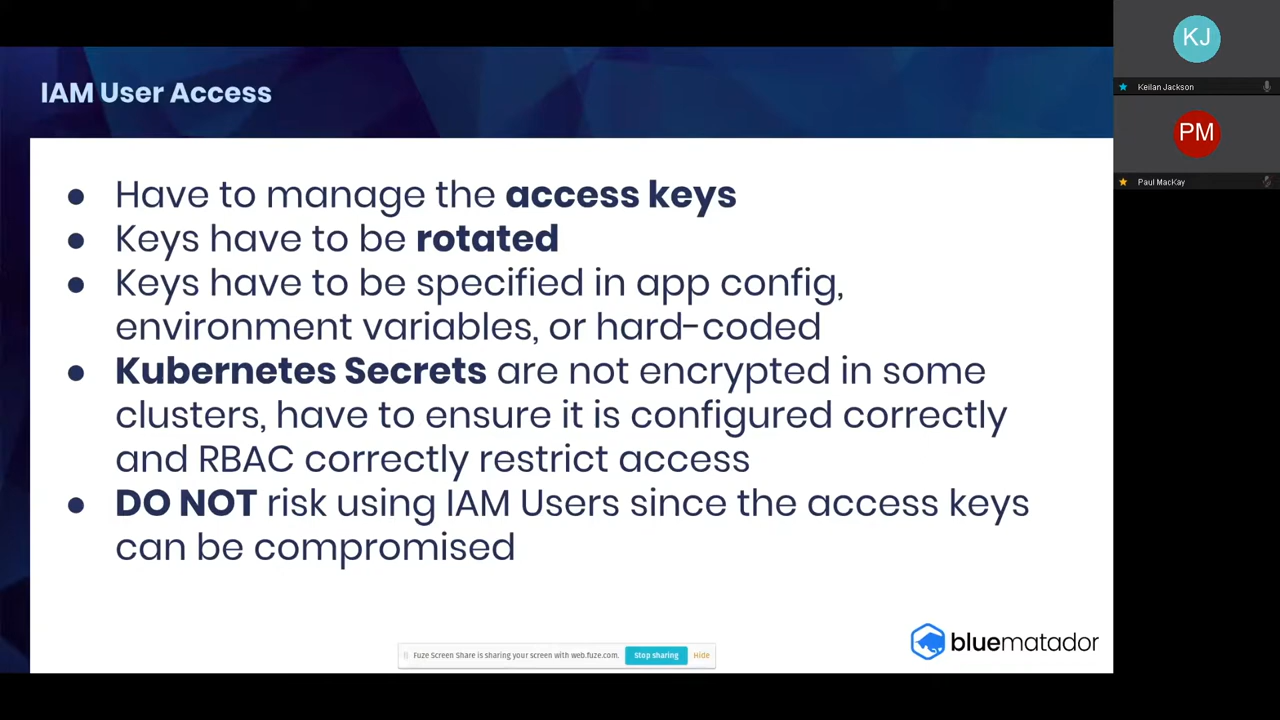 IAM User Access
Have to manage the access keys
Keys have to be rotated
Keys have to be specified in app config,
environment variables, or hard-coded
Kubernetes Secrets are not encrypted in some
clusters, have to ensure it is configured correctly
and RBAC correctly restrict access
DO NOT risk using IAM Users since the access keys
can be compromised
bluematador
Fuze Screen Share is sharing your screen with web.fuze.com.
Stop sharing
Hide
KJ
Keilan Jackson
PM
Paul MacKay